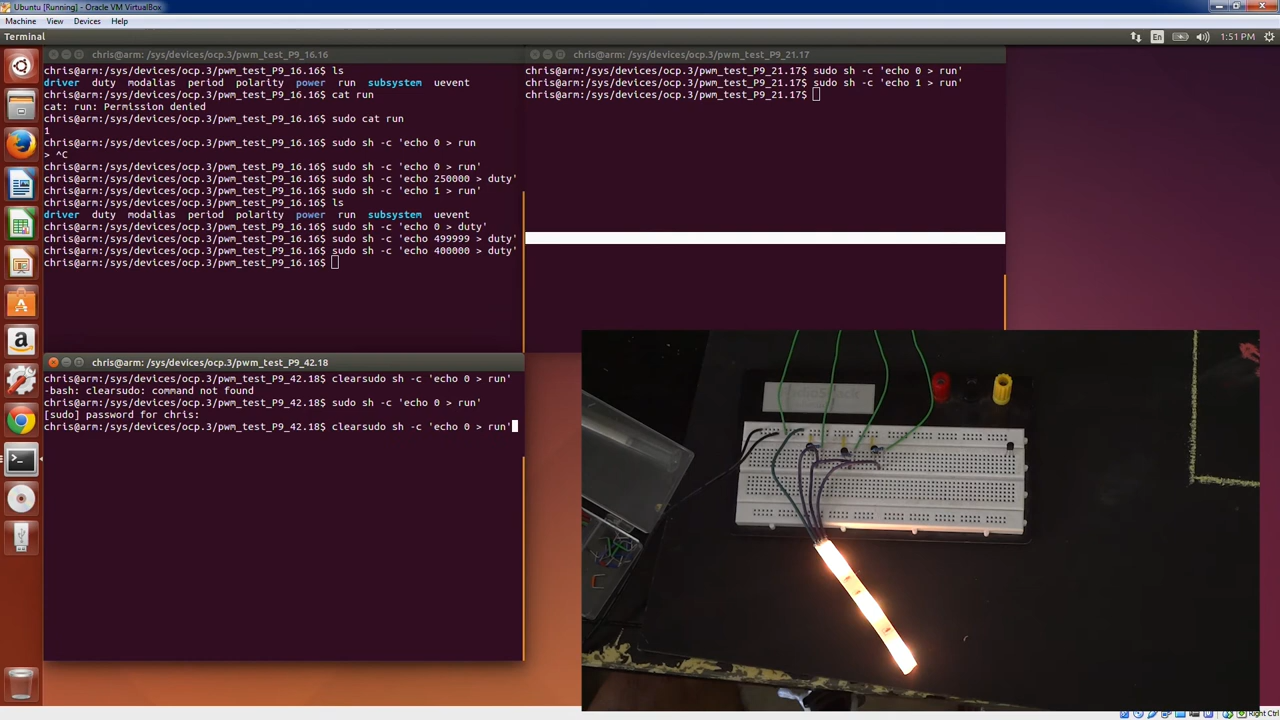 Ubuntu [Running] - Oracle VM VirtualBox
Machine View Devices Help
Terminal
En
1:51 PM
chris@arm: /sys/devices/ocp.3/pwm_test_P9_16.16
chris@arm:/sys/devices/ocp.3/pwm_test_P9_16.16$ ls
driver duty modalias period polarity power run subsystem uevent
chris@arm:/sys/devices/ocp.3/pwm_test_P9_16.16$ cat run
cat: run: Permission denied
chris@arm:/sys/devices/ocp.3/pwm_test_P9_16.16$ sudo cat run
1
chris@arm:/sys/devices/ocp.3/pwm_test_P9_16.16$ sudo sh -c 'echo 0 > run
> ^C
chris@arm:/sys/devices/ocp.3/pwm_test_P9_16.16$ sudo sh -c 'echo 0 > run'
chris@arm:/sys/devices/ocp.3/pwm_test_P9_16.16$ sudo sh -c 'echo 250000 > duty'
chris@arm:/sys/devices/ocp.3/pwm_test_P9_16.16$ sudo sh -c 'echo 1 > run'
chris@arm:/sys/devices/ocp.3/pwm_test_P9_16.16$ ls
driver duty modalias period polarity power run subsystem uevent
chris@arm:/sys/devices/ocp.3/pwm_test_P9_16.16$ sudo sh -c 'echo 0 > duty'
chris@arm:/sys/devices/ocp.3/pwm_test_P9_16.16$ sudo sh -c 'echo 490000 > duty'
chris@arm:/sys/devices/ocp.3/pwm_test_P9_16.16$ sudo sh -c 'echo 400000 > duty'
chris@arm:/sys/devices/ocp.3/pwm_test_P9_16.16$
chris@arm: /sys/devices/ocp.3/pwm_test_P9_21.17
chris@arm:/sys/devices/ocp.3/pwm_test_P9_21.17$ sudo sh -c 'echo 0 > run'
chris@arm:/sys/devices/ocp.3/pwm_test_P9_21.17$ sudo sh -c 'echo 1 > run'
chris@arm:/sys/devices/ocp.3/pwm_test_P9_21.17$
chris@arm: /sys/devices/ocp.3/pwm_test_P9_42.18
chris@arm:/sys/devices/ocp.3/pwm_test_P9_42.18$ clearsudo sh -c 'echo 0 > run'
-bash: clearsudo: command not found
chris@arm:/sys/devices/ocp.3/pwm_test_P9_42.18$ sudo sh -c 'echo 0 > run'
[sudo] password for chris:
chris@arm:/sys/devices/ocp.3/pwm_test_P9_42.18$ clearsudo sh -c 'echo 0 > run'
Right Ctrl